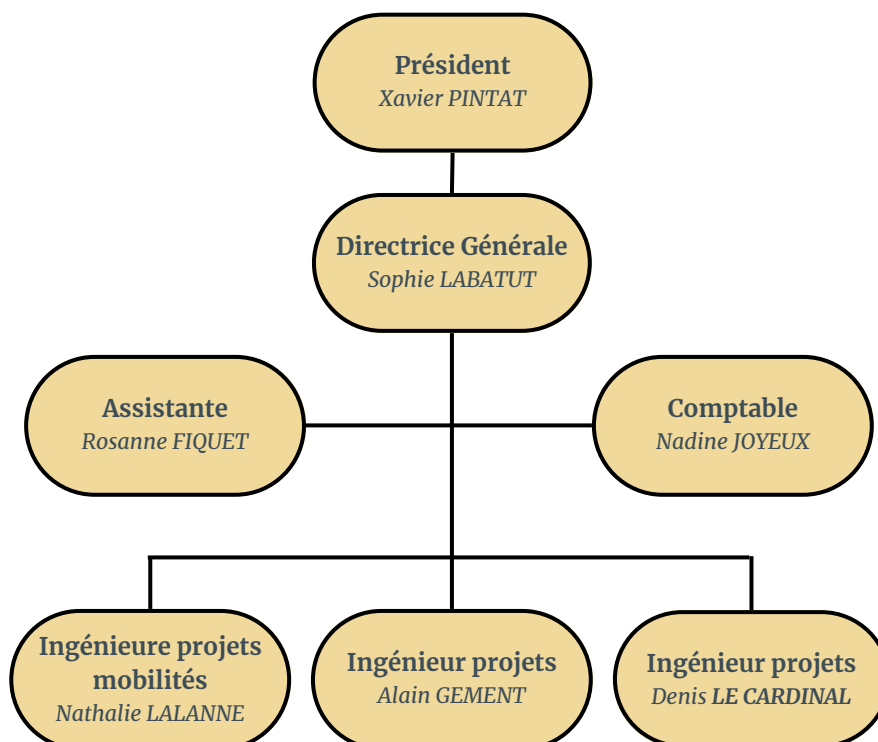 Président
Xavier PINTAT
Directrice Générale
Sophie LABATUT
Assistante
Rosanne FIQUET
Comptable
Nadine JOYEUX
Ingénieure projets
mobilités
Nathalie LALANNE
Ingénieur projets
Alain GEMENT
Ingénieur projets
Denis LE CARDINAL